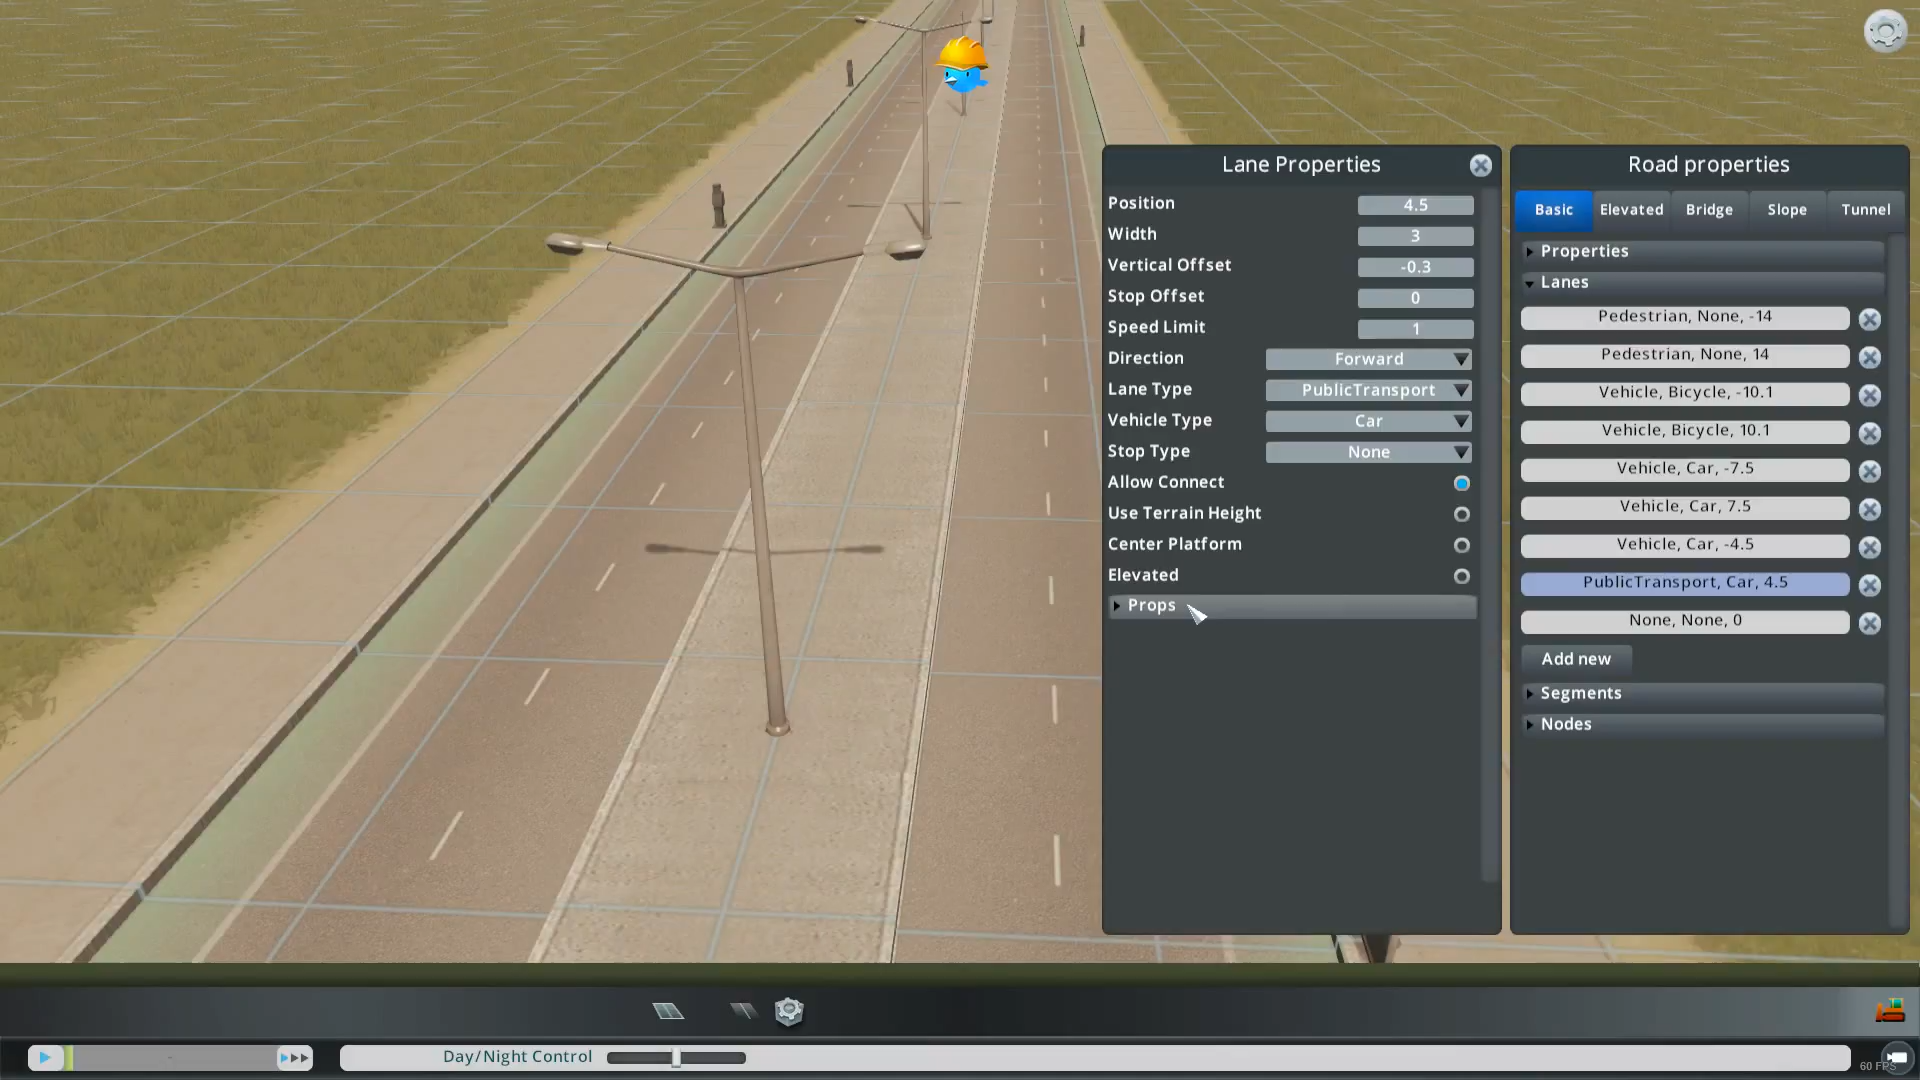 Lane Properties
Position 4.5
Width 3
Vertical Offset -0.3
Stop Offset 0
Speed Limit 1
Direction Forward
Lane Type PublicTransport
Vehicle Type Car
Stop Type None
Allow Connect
Use Terrain Height
Center Platform
Elevated
Props
Road properties
Basic Elevated Bridge Slope Tunnel
Properties
Lanes
Pedestrian, None, -14
Pedestrian, None, 14
Vehicle, Bicycle, -10.1
Vehicle, Bicycle, 10.1
Vehicle, Car, -7.5
Vehicle, Car, 7.5
Vehicle, Car, -4.5
PublicTransport, Car, 4.5
None, None, 0
Add new
Segments
Nodes
-
Day/Night Control
60 FPS